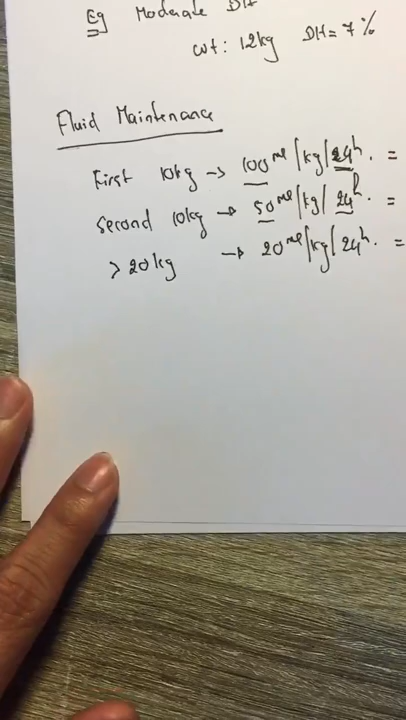 Eg Moderate DH
wt: 12kg DH = 7%
Fluid Maintenance
First 10kg → 100ml/kg/24h. =
second 10kg → 50ml/kg/24h. =
> 20kg → 20ml/kg/24h. =